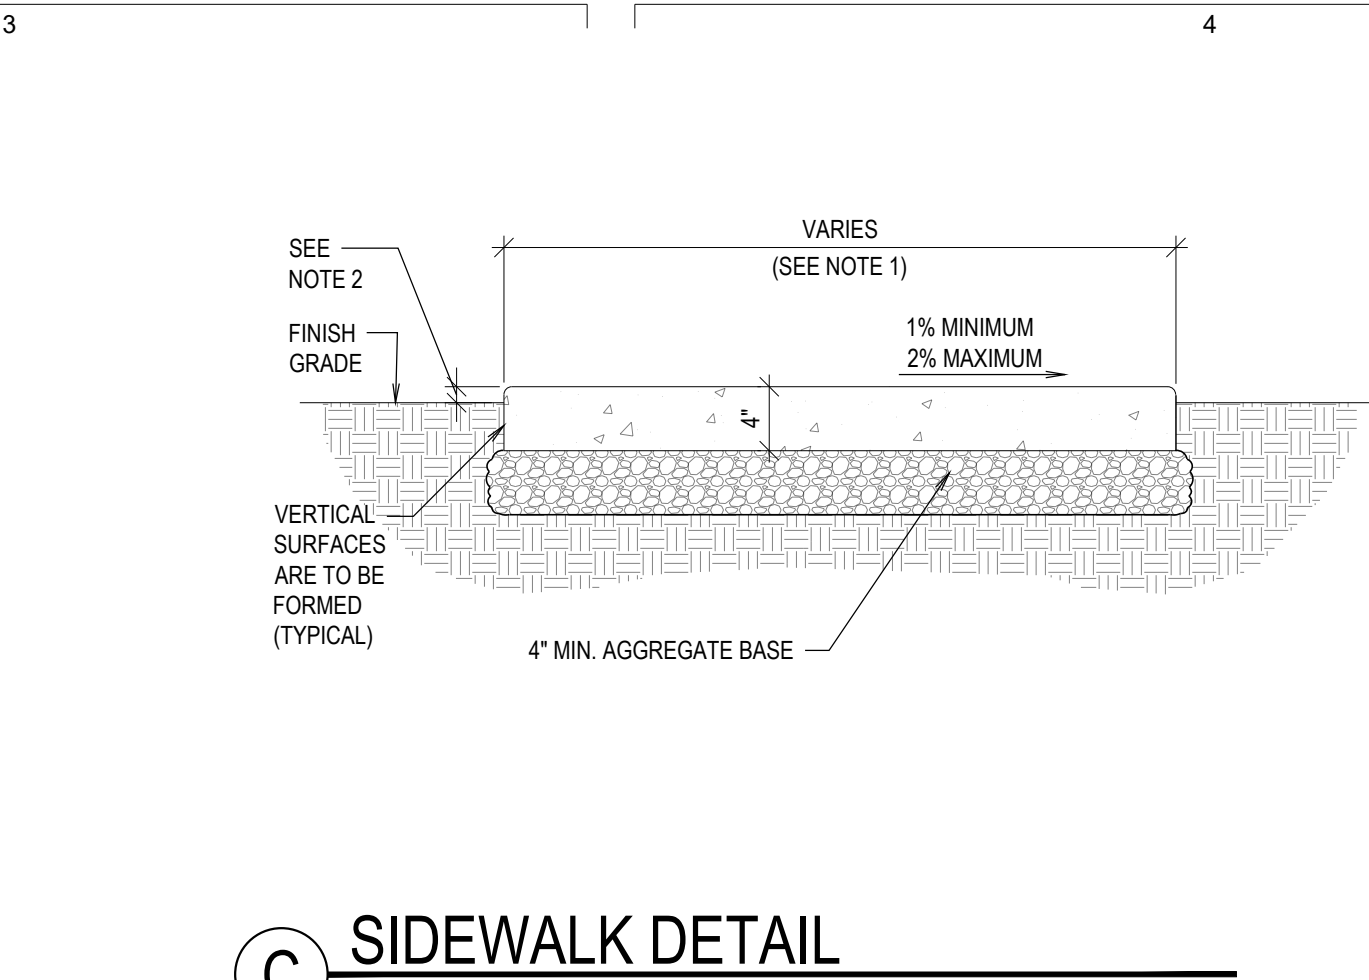 3
4
VARIES
(SEE NOTE 1)
SEE
NOTE 2
FINISH
GRADE
1% MINIMUM
2% MAXIMUM
4"
VERTICAL
SURFACES
ARE TO BE
FORMED
(TYPICAL)
4" MIN. AGGREGATE BASE
SIDEWALK DETAIL
C